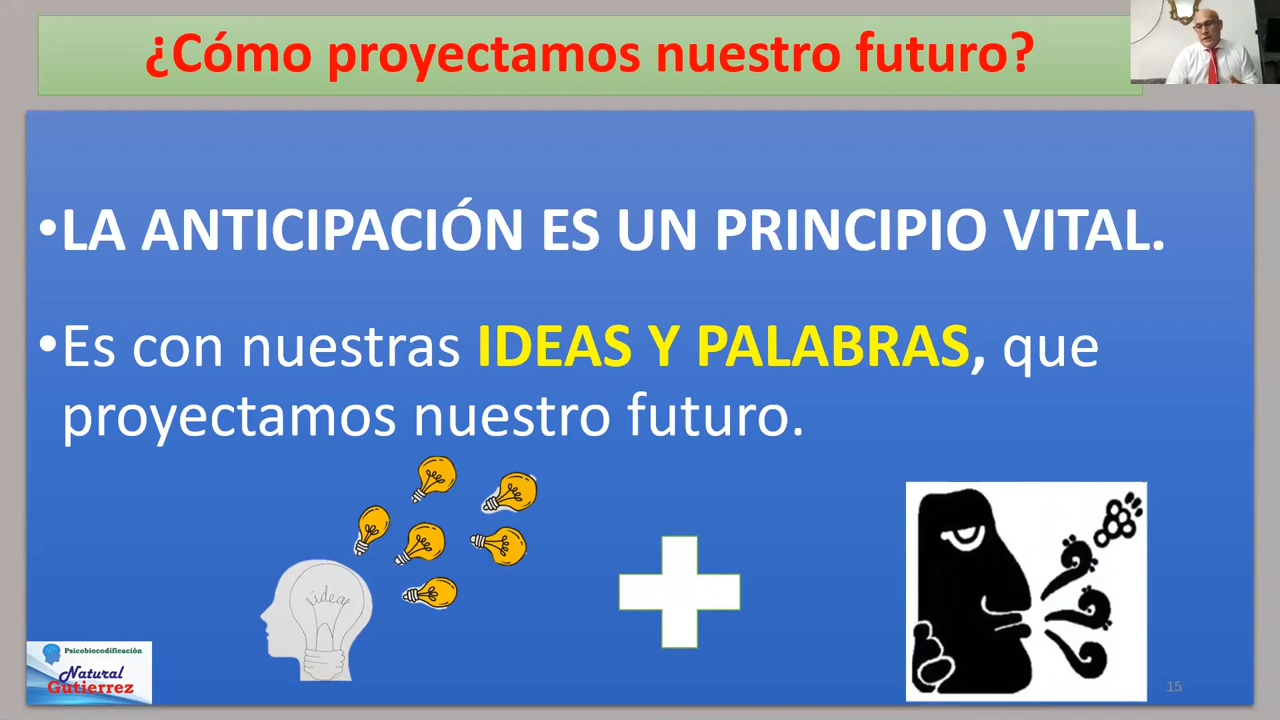 ¿Cómo proyectamos nuestro futuro?
•LA ANTICIPACIÓN ES UN PRINCIPIO VITAL.
•Es con nuestras IDEAS Y PALABRAS, que
proyectamos nuestro futuro.
idea
Psicobiocodificación
Natural
Gutierrez
15